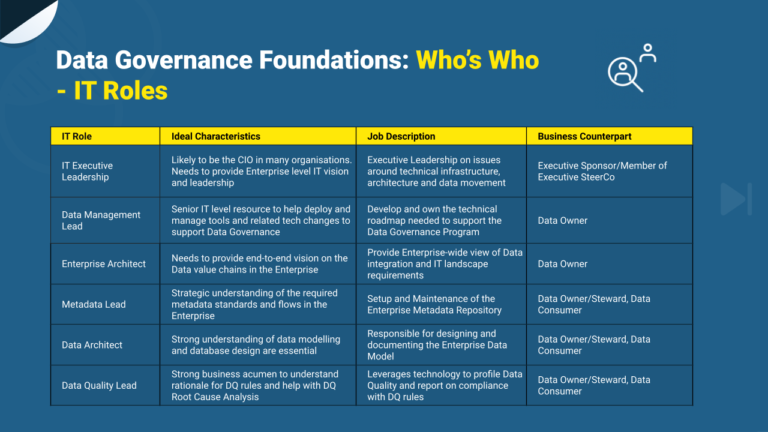 Data Governance Foundations: Who’s Who
- IT Roles
IT Role
Ideal Characteristics
Job Description
Business Counterpart
IT Executive
Leadership
Likely to be the CIO in many organisations.
Needs to provide Enterprise level IT vision
and leadership
Executive Leadership on issues
around technical infrastructure,
architecture and data movement
Executive Sponsor/Member of
Executive SteerCo
Data Management
Lead
Senior IT level resource to help deploy and
manage tools and related tech changes to
support Data Governance
Develop and own the technical
roadmap needed to support the
Data Governance Program
Data Owner
Enterprise Architect
Needs to provide end-to-end vision on the
Data value chains in the Enterprise
Provide Enterprise-wide view of Data
integration and IT landscape
requirements
Data Owner
Metadata Lead
Strategic understanding of the required
metadata standards and flows in the
Enterprise
Setup and Maintenance of the
Enterprise Metadata Repository
Data Owner/Steward, Data
Consumer
Data Architect
Strong understanding of data modelling
and database design are essential
Responsible for designing and
documenting the Enterprise Data
Model
Data Owner/Steward, Data
Consumer
Data Quality Lead
Strong business acumen to understand
rationale for DQ rules and help with DQ
Root Cause Analysis
Leverages technology to profile Data
Quality and report on compliance
with DQ rules
Data Owner/Steward, Data
Consumer